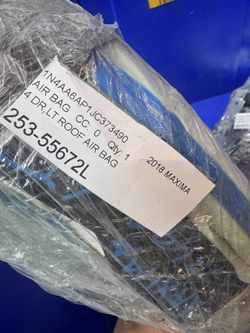 1N4AA6AP1JC373490
AIR BAG CC: 0 Qty: 1
4 DR,LT ROOF AIR BAG
253-55672L
2018 MAXIMA